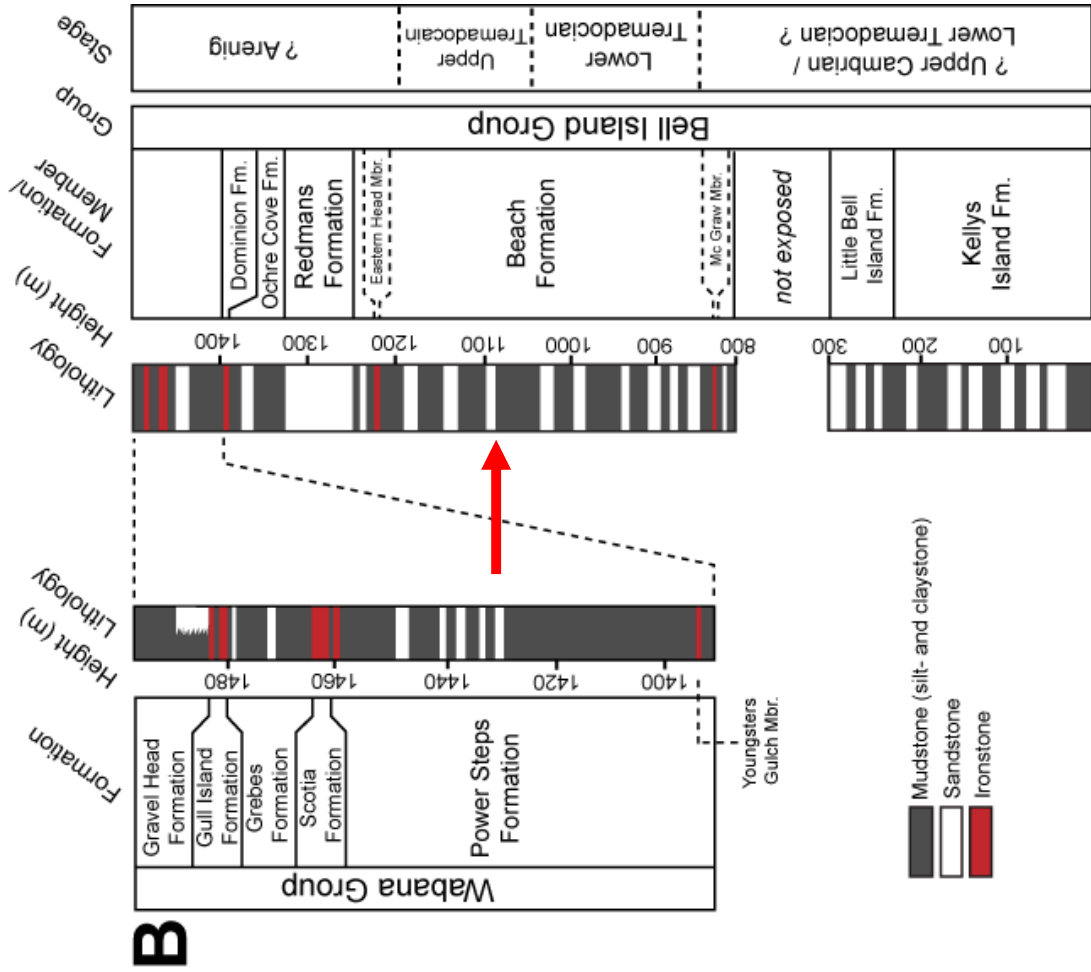 B
Formation
Height (m)
Lithology
Wabana Group
Gravel Head
Formation
Gull Island
Formation
Grebes
Formation
Scotia
Formation
Power Steps
Formation
Youngsters
Gulch Mbr.
1480
1460
1440
1420
1400
Lithology
Height (m)
Formation/
Member
Group
Stage
1400
1300
1200
1100
1000
900
800
300
200
100
Dominion Fm.
Ochre Cove Fm.
Redmans
Formation
Eastern Head Mbr.
Beach
Formation
Mc Graw Mbr.
not exposed
Little Bell
Island Fm.
Kellys
Island Fm.
Bell Island Group
? Arenig
Upper
Tremadocain
Lower
Tremadocian
? Upper Cambrian /
Lower Tremadocian ?
Mudstone (silt- and claystone)
Sandstone
Ironstone